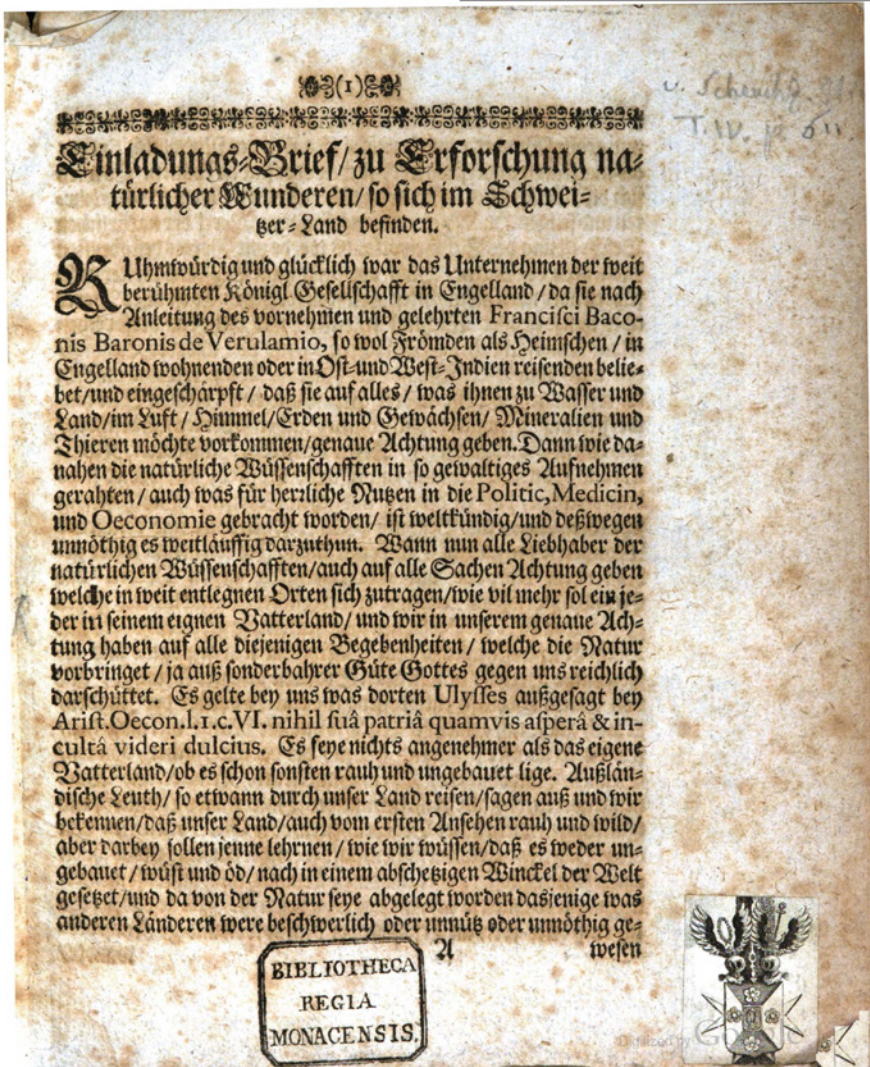 (1)
v. Scheuchz
T. IV. p. 511
Einladungs-Brief/ zu Erforschung na-
türlicher Wunderen/ so sich im Schwei-
tzer-Land befinden.
RUhmwürdig und glücklich war das Unternehmen der weit
berühmten Königl Gesellschafft in Engelland / da sie nach
Anleitung des vornehmen und gelehrten Francisci Baco-
nis Baronis de Verulamio, so wol Frömden als Heimschen / in
Engelland wohnenden oder in Ost-und West-Indien reisenden belie-
bet/und eingeschärpft / daß sie auf alles / was ihnen zu Wasser und
Land/im Luft / Himmel/Erden und Gewächsen/ Mineralien und
Thieren möchte vorkommen/genaue Achtung geben. Dann wie da-
nahen die natürliche Wüssenschafften in so gewaltiges Aufnehmen
gerahten / auch was für herrliche Nutzen in die Politic, Medicin,
und Oeconomie gebracht worden/ ist weltkündig/und deßwegen
unnöthig es weitläuffig darzuthun. Wann nun alle Liebhaber der
natürlichen Wüssenschafften/auch auf alle Sachen Achtung geben
welche in weit entlegnen Orten sich zutragen/wie vil mehr sol ein je-
der in seinem eignen Vatterland/ und wir in unserem genaue Ach-
tung haben auf alle diejenigen Begebenheiten / welche die Natur
vorbringet / ja auß sonderbahrer Güte Gottes gegen uns reichlich
darschüttet. Es gelte bey uns was dorten Ulysses außgesagt bey
Arist. Oecon. l. 1. c. VI. nihil suâ patriâ quamvis asperâ & in-
cultâ videri dulcius. Es seye nichts angenehmer als das eigene
Vatterland/ob es schon sonsten rauh und ungebauet lige. Außlän-
dische Leuth/ so etwann durch unser Land reisen/sagen auß und wir
bekennen/daß unser Land/auch vom ersten Ansehen rauh und wild/
aber darbey sollen jenne lehrnen / wie wir wüssen/daß es weder un-
gebauet / wüst und öd/ nach in einem abschetzigen Winckel der Welt
gesetzet/und da von der Natur seye abgelegt worden dasjenige was
anderen Länderen were beschwerlich oder unnütz oder unnöthig ge-
A wesen
BIBLIOTHECA
REGIA
MONACENSIS.
Digitized by Google